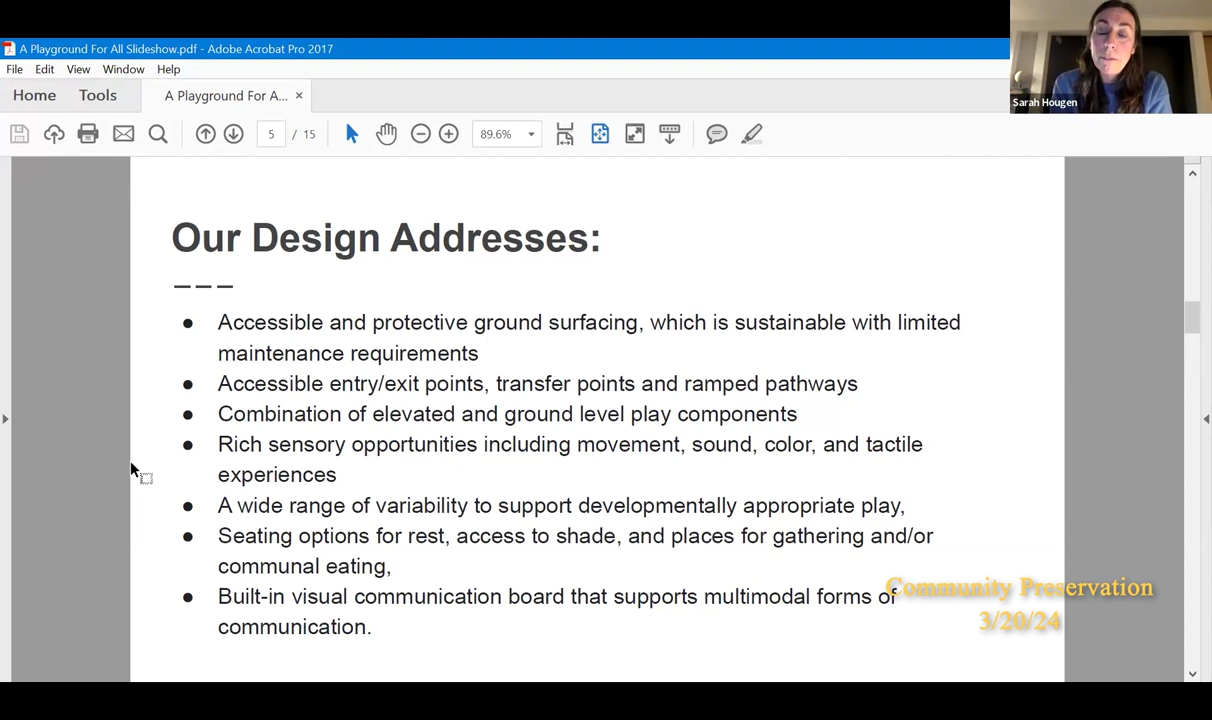 A Playground For All Slideshow.pdf - Adobe Acrobat Pro 2017
File Edit View Window Help
Home Tools A Playground For A... ×
5 / 15 89.6%
Sarah Hougen
Our Design Addresses:
– – –
● Accessible and protective ground surfacing, which is sustainable with limited
maintenance requirements
● Accessible entry/exit points, transfer points and ramped pathways
● Combination of elevated and ground level play components
● Rich sensory opportunities including movement, sound, color, and tactile
experiences
● A wide range of variability to support developmentally appropriate play,
● Seating options for rest, access to shade, and places for gathering and/or
communal eating,
● Built-in visual communication board that supports multimodal forms of
communication.
Community Preservation
3/20/24